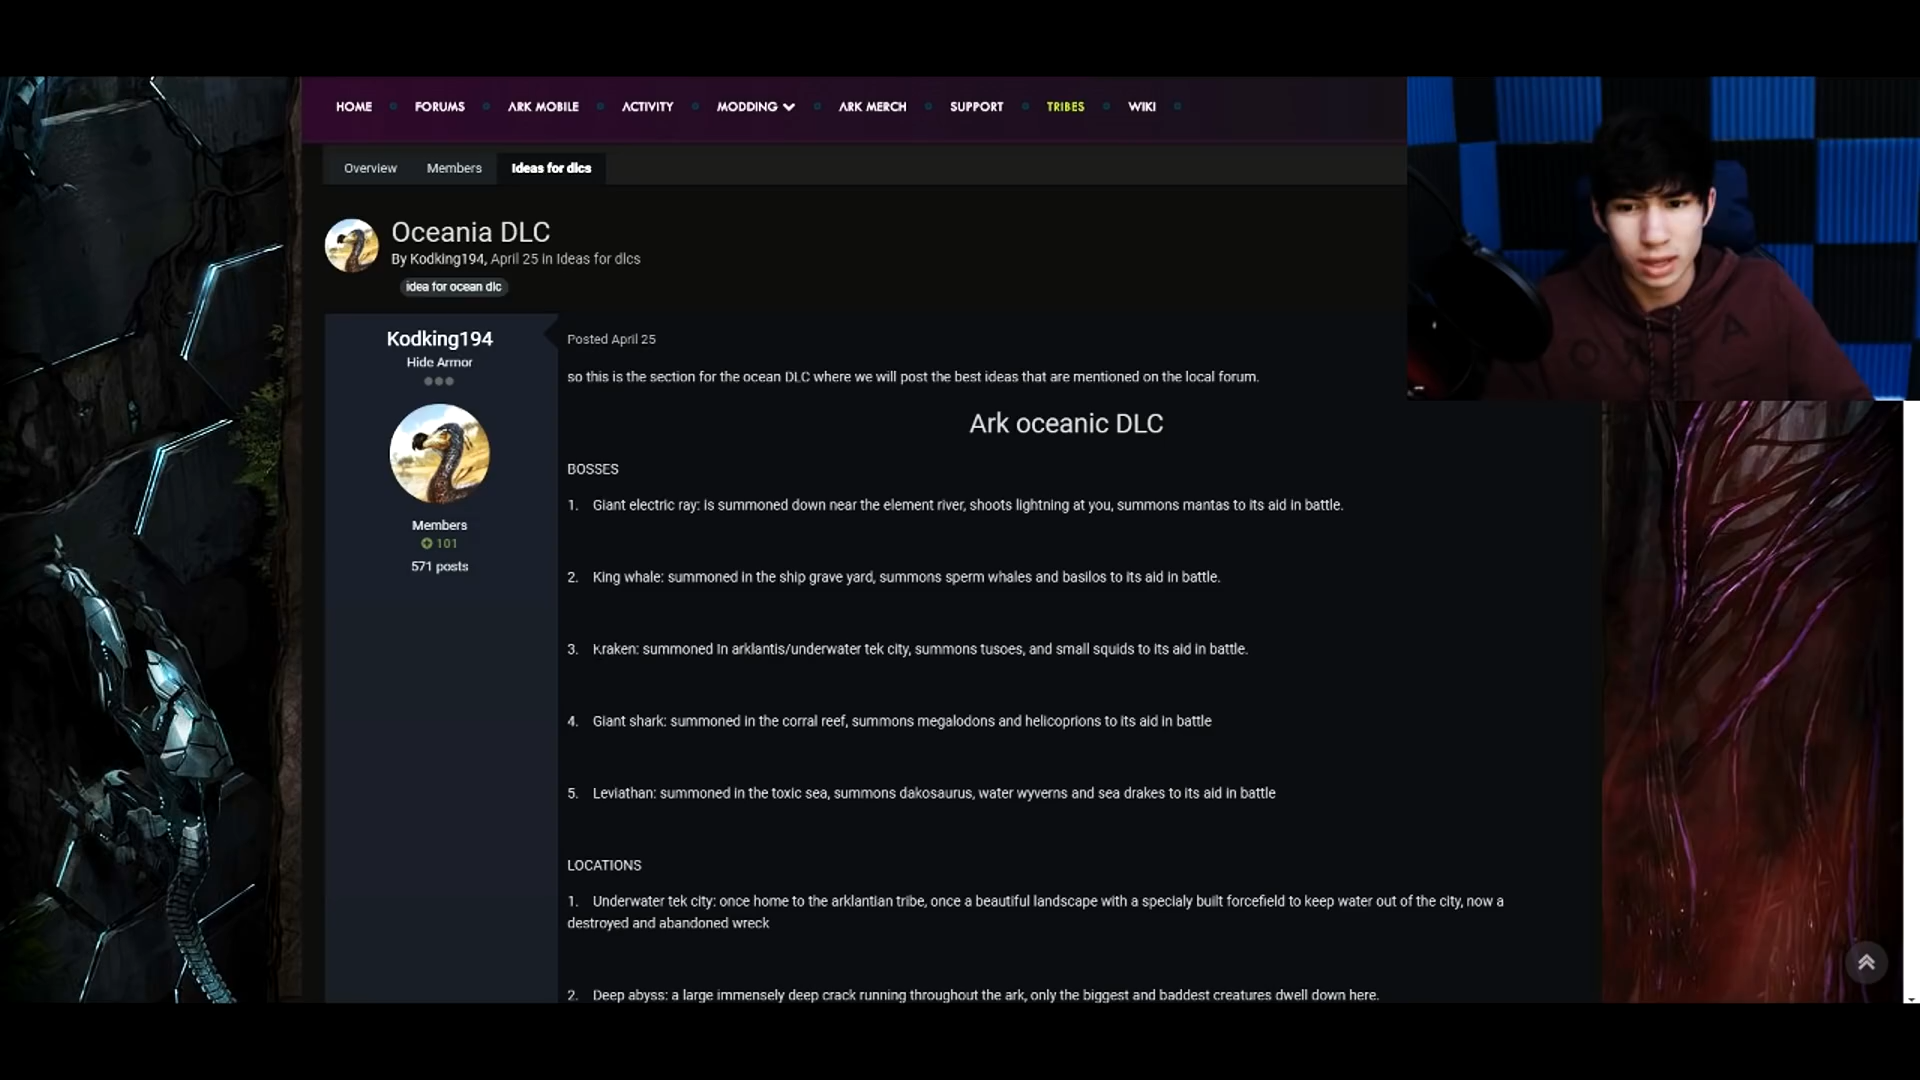 HOME FORUMS ARK MOBILE ACTIVITY MODDING ARK MERCH SUPPORT TRIBES WIKI
Overview Members Ideas for dlcs
Oceania DLC
By Kodking194, April 25 in Ideas for dlcs
idea for ocean dlc
Kodking194
Hide Armor
Members
101
571 posts
Posted April 25
so this is the section for the ocean DLC where we will post the best ideas that are mentioned on the local forum.
Ark oceanic DLC
BOSSES
1. Giant electric ray: is summoned down near the element river, shoots lightning at you, summons mantas to its aid in battle.
2. King whale: summoned in the ship grave yard, summons sperm whales and basilos to its aid in battle.
3. Kraken: summoned In arklantis/underwater tek city, summons tusoes, and small squids to its aid in battle.
4. Giant shark: summoned in the corral reef, summons megalodons and helicoprions to its aid in battle
5. Leviathan: summoned in the toxic sea, summons dakosaurus, water wyverns and sea drakes to its aid in battle
LOCATIONS
1. Underwater tek city: once home to the arklantian tribe, once a beautiful landscape with a specialy built forcefield to keep water out of the city, now a
destroyed and abandoned wreck
2. Deep abyss: a large immensely deep crack running throughout the ark, only the biggest and baddest creatures dwell down here.